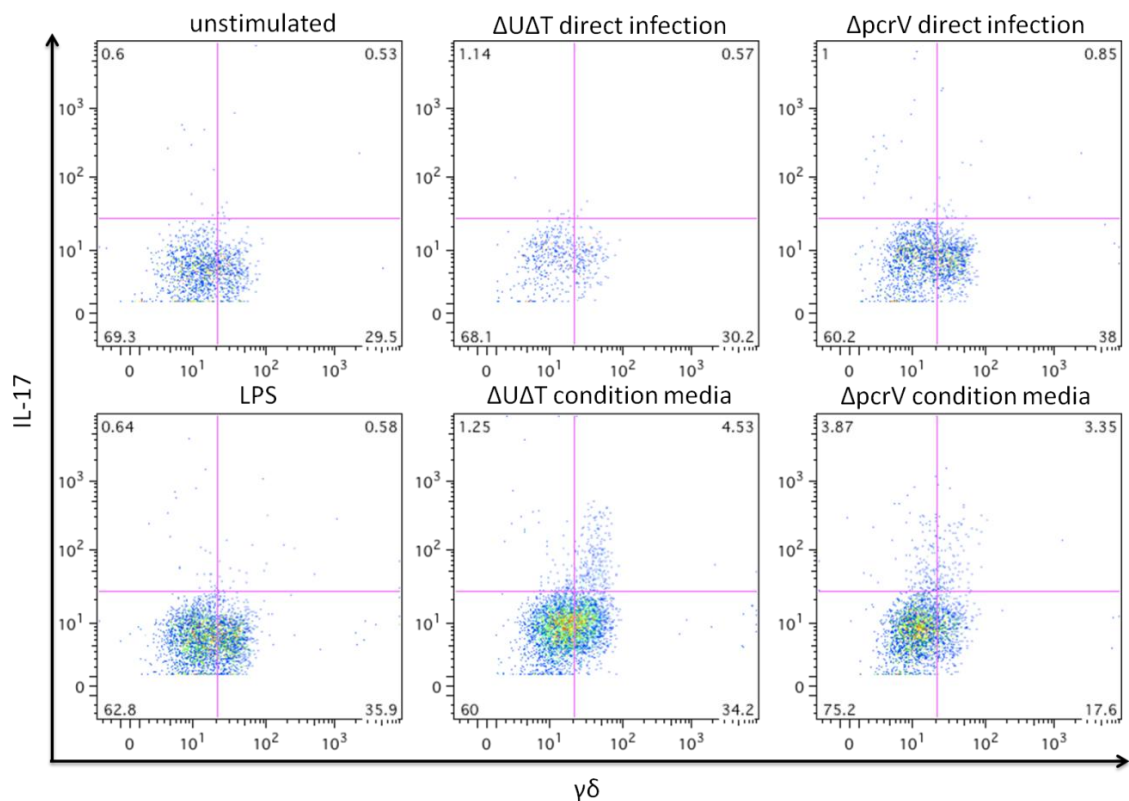 unstimulated
ΔUΔT direct infection
ΔpcrV direct infection
0.6 0.53
1.14 0.57
1 0.85
10³ 10³ 10³
10² 10² 10²
10¹ 10¹ 10¹
0 0 0
69.3 29.5
68.1 30.2
60.2 38
0 10¹ 10² 10³
0 10¹ 10² 10³
0 10¹ 10² 10³
IL-17
LPS
ΔUΔT condition media
ΔpcrV condition media
0.64 0.58
1.25 4.53
3.87 3.35
10³ 10³ 10³
10² 10² 10²
10¹ 10¹ 10¹
0 0 0
62.8 35.9
60 34.2
75.2 17.6
0 10¹ 10² 10³
0 10¹ 10² 10³
0 10¹ 10² 10³
γδ